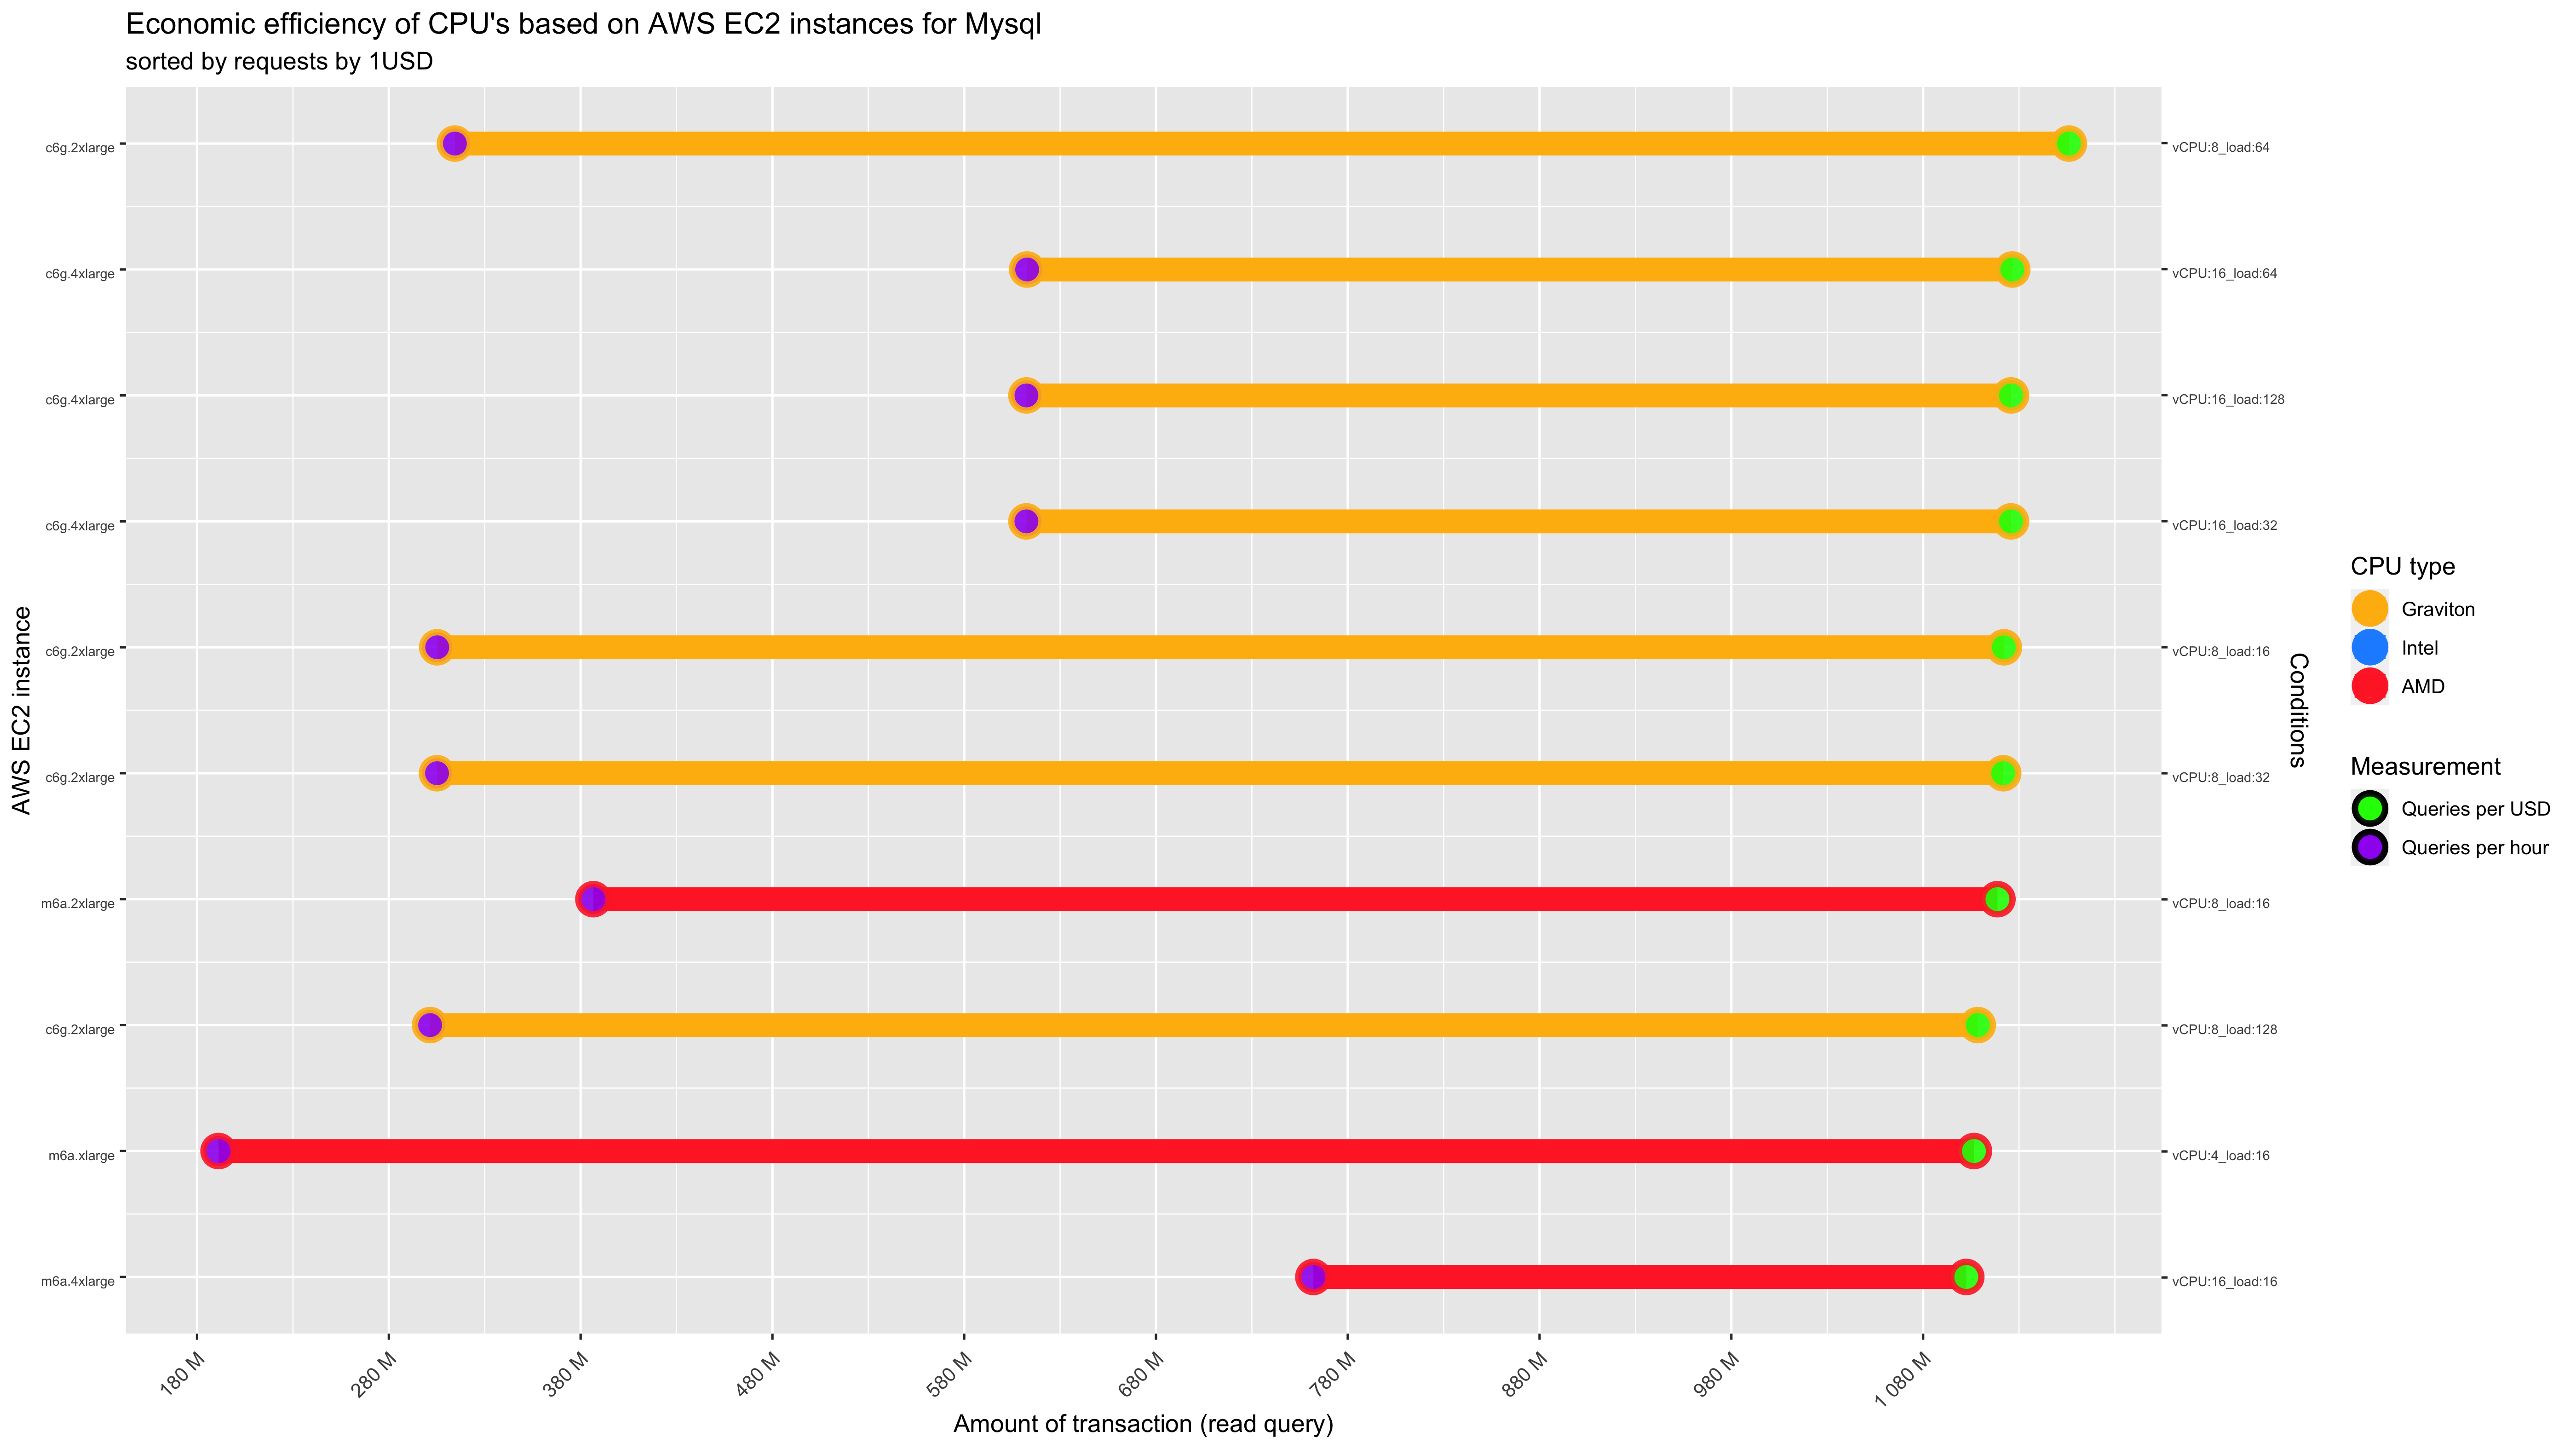 Economic efficiency of CPU's based on AWS EC2 instances for Mysql
sorted by requests by 1USD
AWS EC2 instance
c6g.2xlarge
c6g.4xlarge
c6g.4xlarge
c6g.4xlarge
c6g.2xlarge
c6g.2xlarge
m6a.2xlarge
c6g.2xlarge
m6a.xlarge
m6a.4xlarge
vCPU:8_load:64
vCPU:16_load:64
vCPU:16_load:128
vCPU:16_load:32
vCPU:8_load:16
vCPU:8_load:32
vCPU:8_load:16
vCPU:8_load:128
vCPU:4_load:16
vCPU:16_load:16
Conditions
180 M
280 M
380 M
480 M
580 M
680 M
780 M
880 M
980 M
1 080 M
Amount of transaction (read query)
CPU type
Graviton
Intel
AMD
Measurement
Queries per USD
Queries per hour